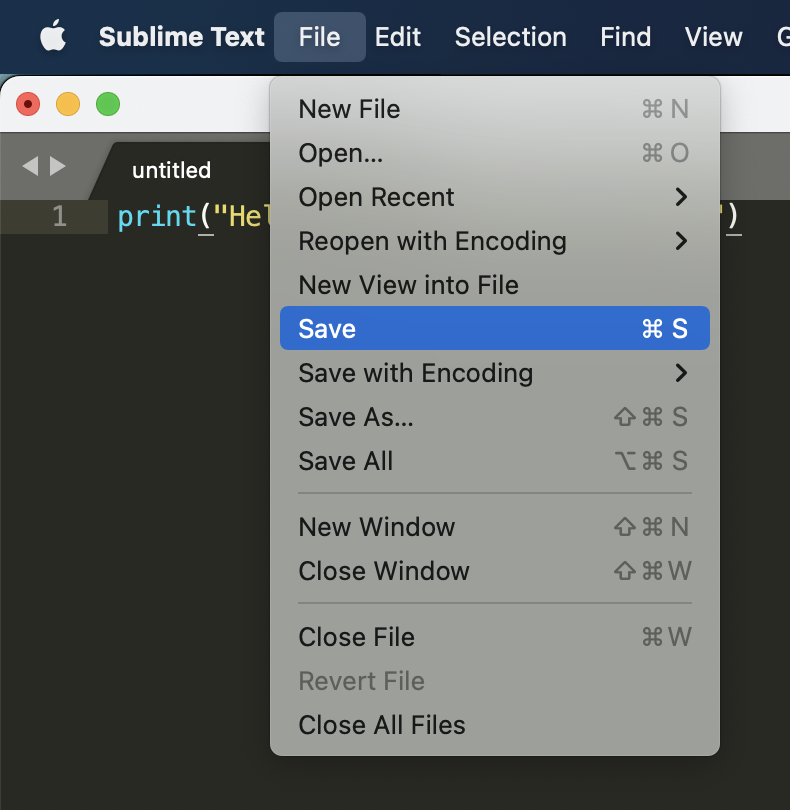 Sublime Text File Edit Selection Find View
untitled
1 print("Hel ")
New File ⌘ N
Open... ⌘ O
Open Recent >
Reopen with Encoding >
New View into File
Save ⌘ S
Save with Encoding >
Save As... ⇧⌘ S
Save All ⌥⌘ S
New Window ⇧⌘ N
Close Window ⇧⌘ W
Close File ⌘ W
Revert File
Close All Files